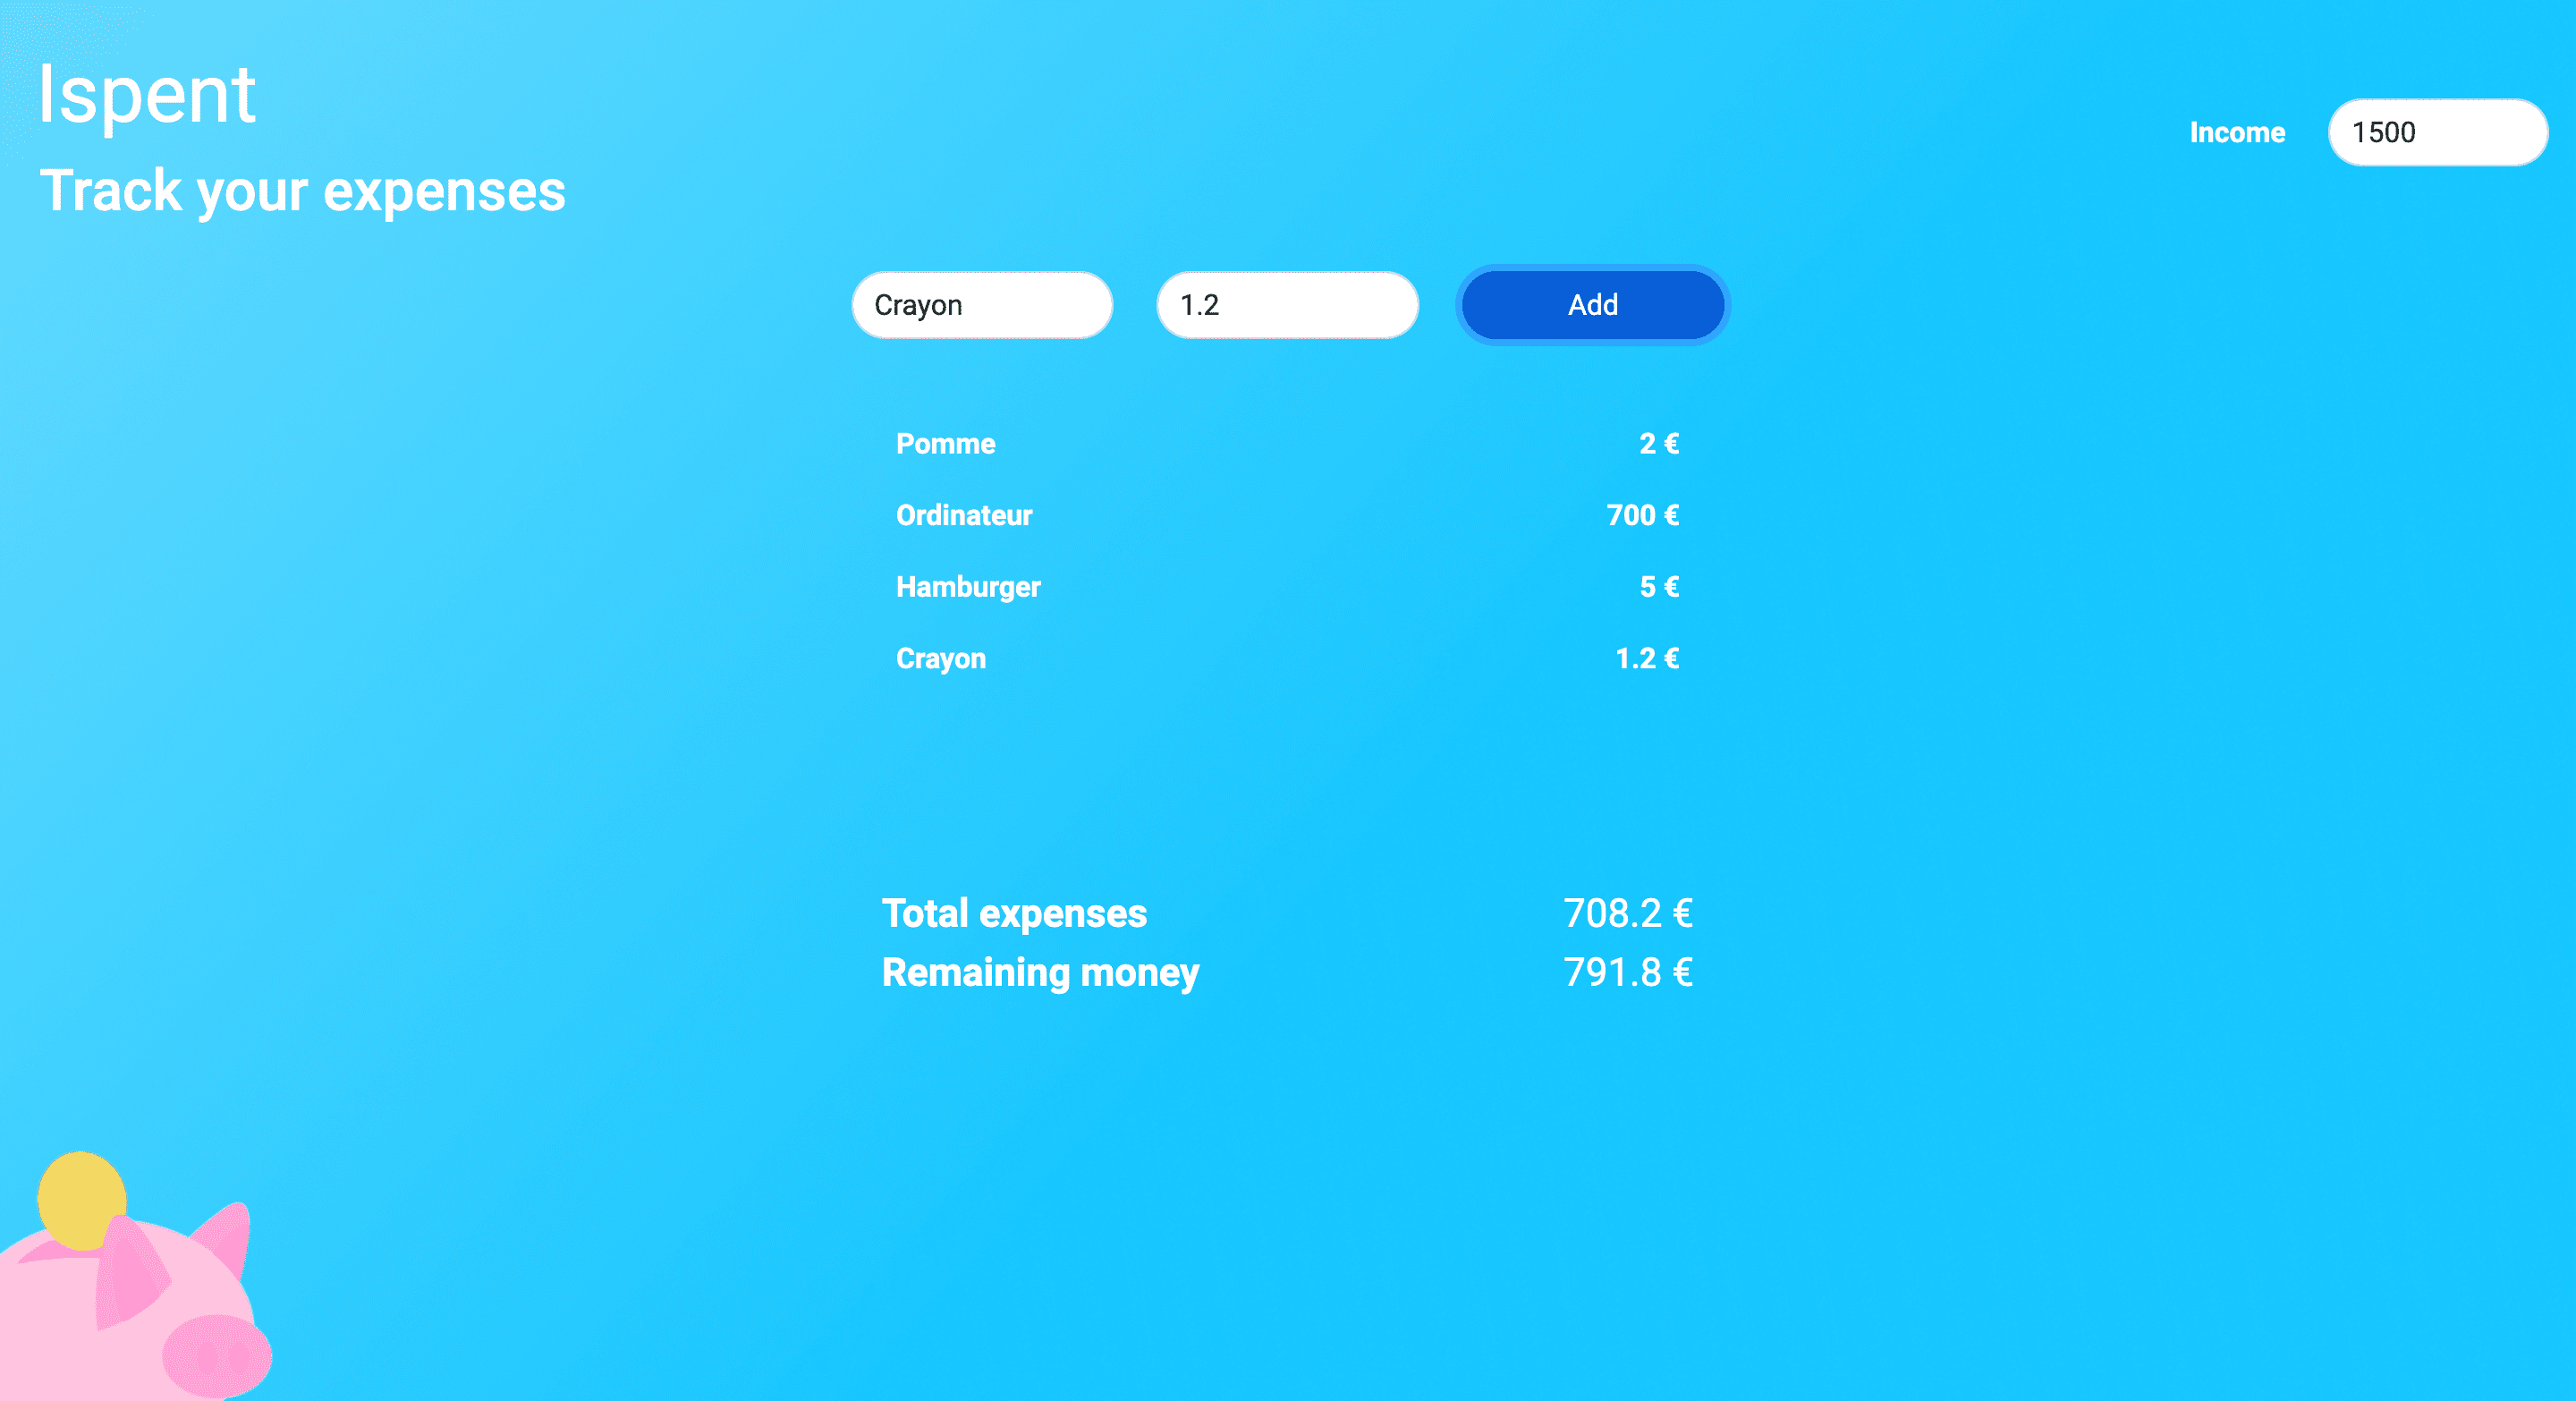 Ispent
Track your expenses
Income 1500
Crayon 1.2 Add
Pomme 2 €
Ordinateur 700 €
Hamburger 5 €
Crayon 1.2 €
Total expenses 708.2 €
Remaining money 791.8 €